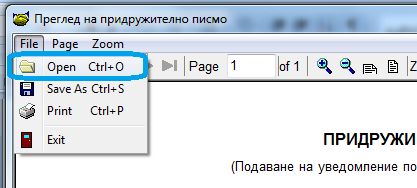 Преглед на придружително писмо
File Page Zoom
Page 1 of 1
Open Ctrl+O
Save As Ctrl+S
Print Ctrl+P
Exit
ПРИДРУЖИ
(Подаване на уведомление по